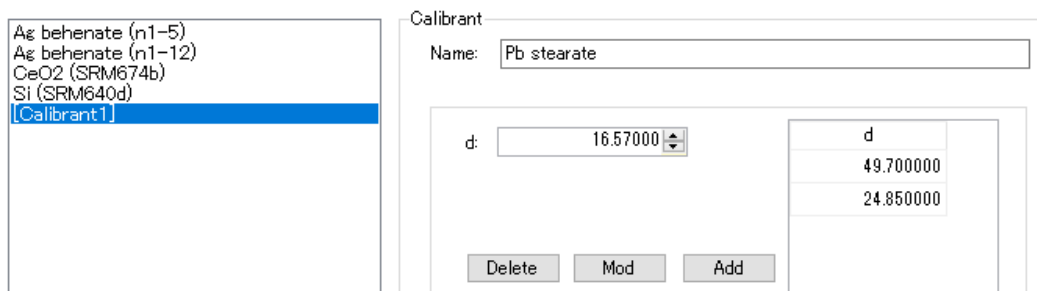 Ag behenate (n1-5)
Ag behenate (n1-12)
CeO2 (SRM674b)
Si (SRM640d)
[Calibrant1]
Calibrant
Name: Pb stearate
d: 16.57000
d
49.700000
24.850000
Delete Mod Add